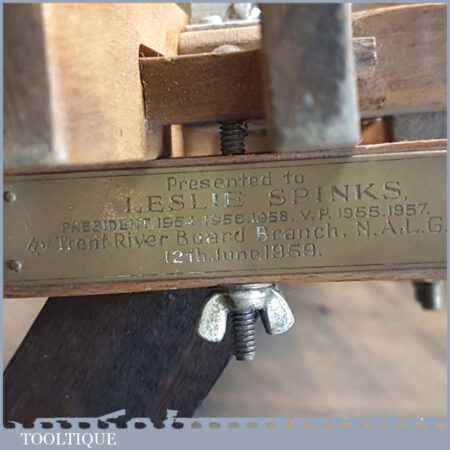 Presented to
LESLIE SPINKS,
PRESIDENT 1954.1956.1958. V.P. 1955.1957.
Trent River Board Branch, N.A.L.G.
12th. June 1959.
TOOLTIQUE